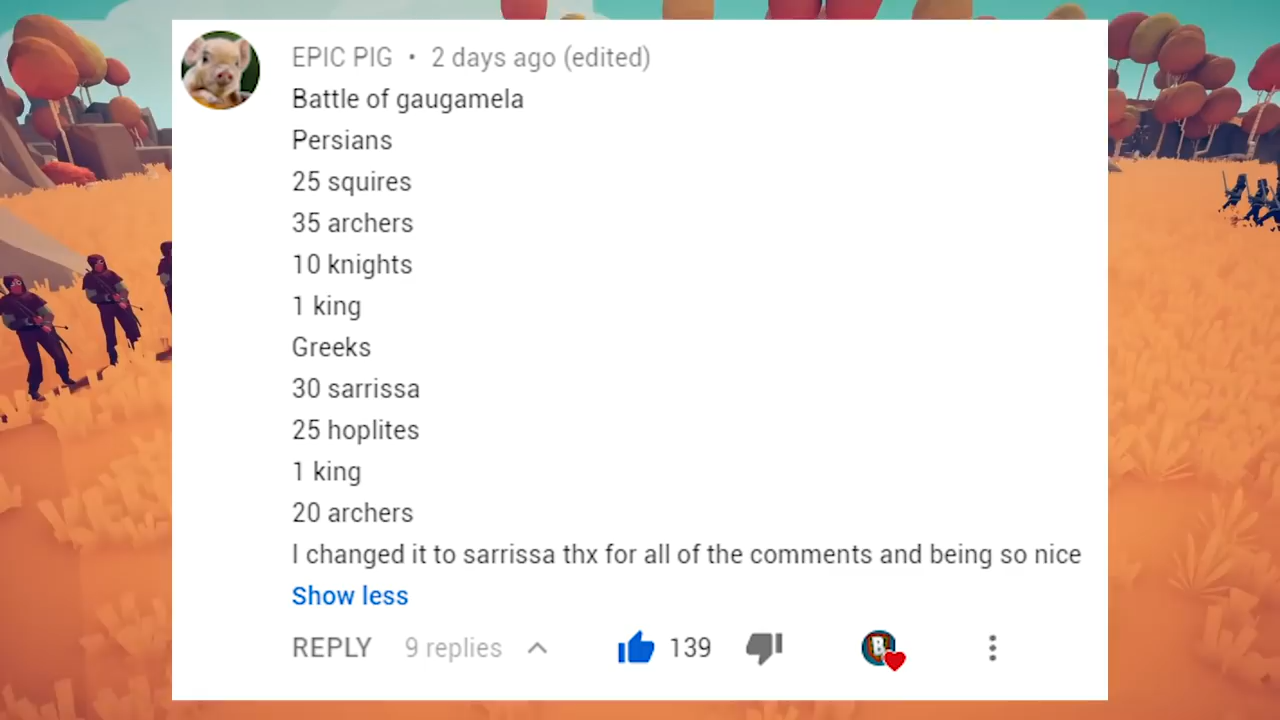 EPIC PIG • 2 days ago (edited)
Battle of gaugamela
Persians
25 squires
35 archers
10 knights
1 king
Greeks
30 sarrissa
25 hoplites
1 king
20 archers
I changed it to sarrissa thx for all of the comments and being so nice
Show less
REPLY 9 replies 139 B